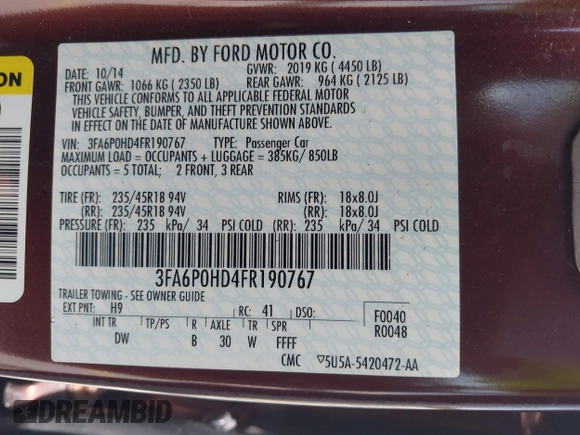 MFD. BY FORD MOTOR CO.
DATE: 10/14 GVWR: 2019 KG ( 4450 LB)
FRONT GAWR: 1066 KG ( 2350 LB) REAR GAWR: 964 KG ( 2125 LB)
THIS VEHICLE CONFORMS TO ALL APPLICABLE FEDERAL MOTOR
VEHICLE SAFETY, BUMPER, AND THEFT PREVENTION STANDARDS
IN EFFECT ON THE DATE OF MANUFACTURE SHOWN ABOVE.
VIN: 3FA6P0HD4FR190767 TYPE: Passenger Car
MAXIMUM LOAD = OCCUPANTS + LUGGAGE = 385KG/ 850LB
OCCUPANTS = 5 TOTAL; 2 FRONT, 3 REAR
TIRE (FR): 235/45R18 94V RIMS (FR): 18x8.0J
(RR): 235/45R18 94V (RR): 18x8.0J
PRESSURE (FR): 235 kPa/ 34 PSI COLD (RR): 235 kPa/ 34 PSI COLD
3FA6P0HD4FR190767
TRAILER TOWING - SEE OWNER GUIDE
EXT PNT: H9 RC: 41 DSO: F0040
R0048
INT TR TP/PS R AXLE TR SPR
DW B 30 W FFFF
CMC 5U5A-5420472-AA
ON
DREAMBID